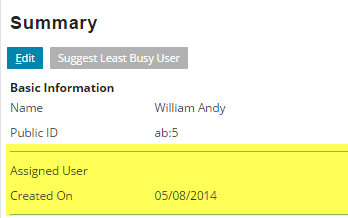 Summary
Edit Suggest Least Busy User
Basic Information
Name William Andy
Public ID ab:5
Assigned User
Created On 05/08/2014